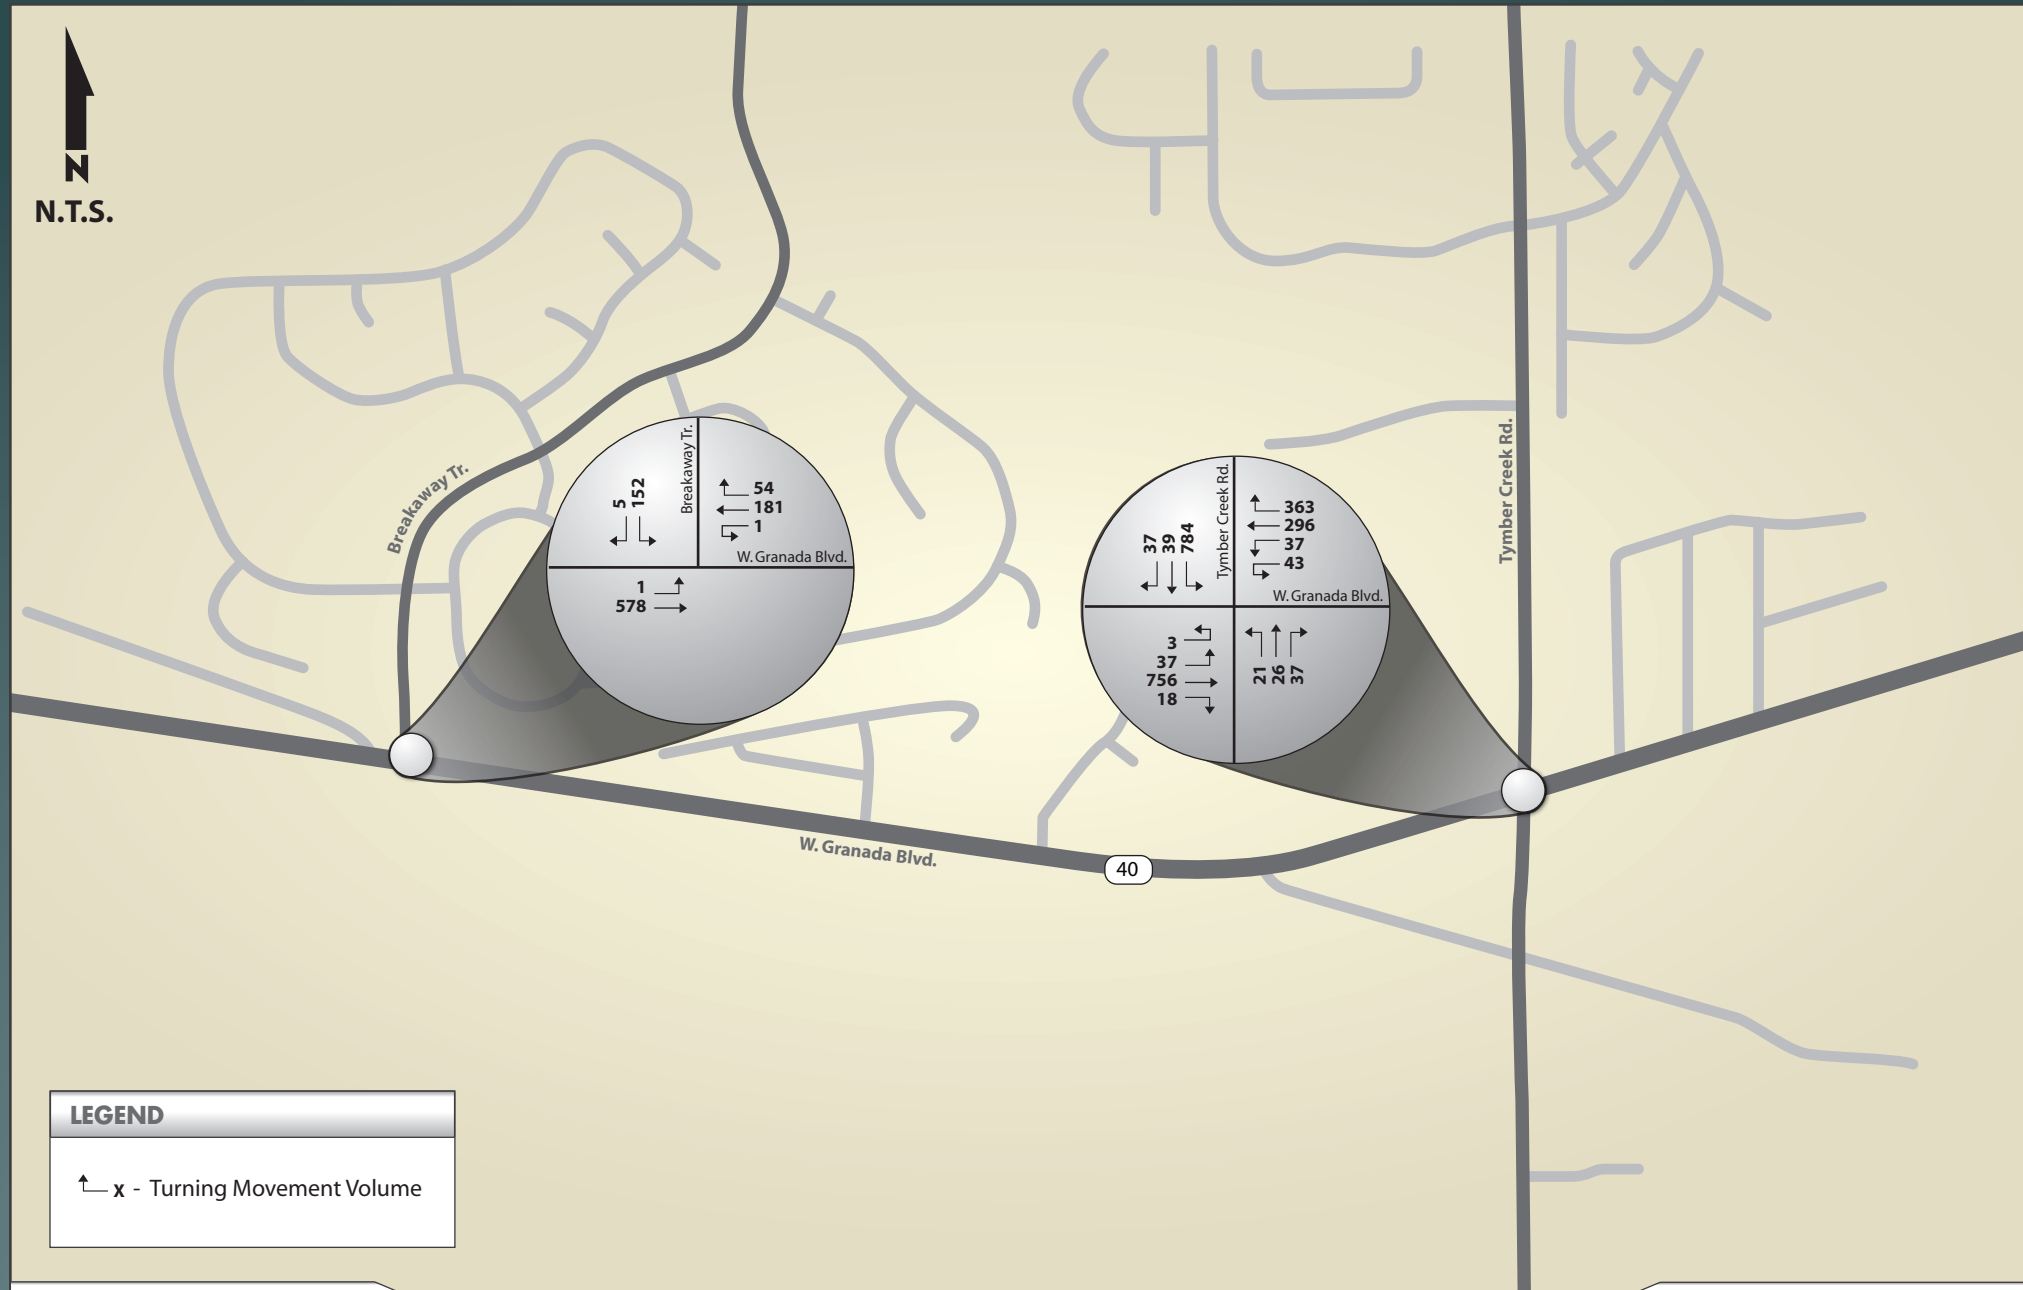 N
N.T.S.
Breakaway Tr.
5
152
Breakaway Tr.
54
181
1
W. Granada Blvd.
1
578
37
39
784
Tymber Creek Rd.
363
296
37
43
W. Granada Blvd.
3
37
756
18
21
26
37
Tymber Creek Rd.
W. Granada Blvd.
40
LEGEND
x - Turning Movement Volume